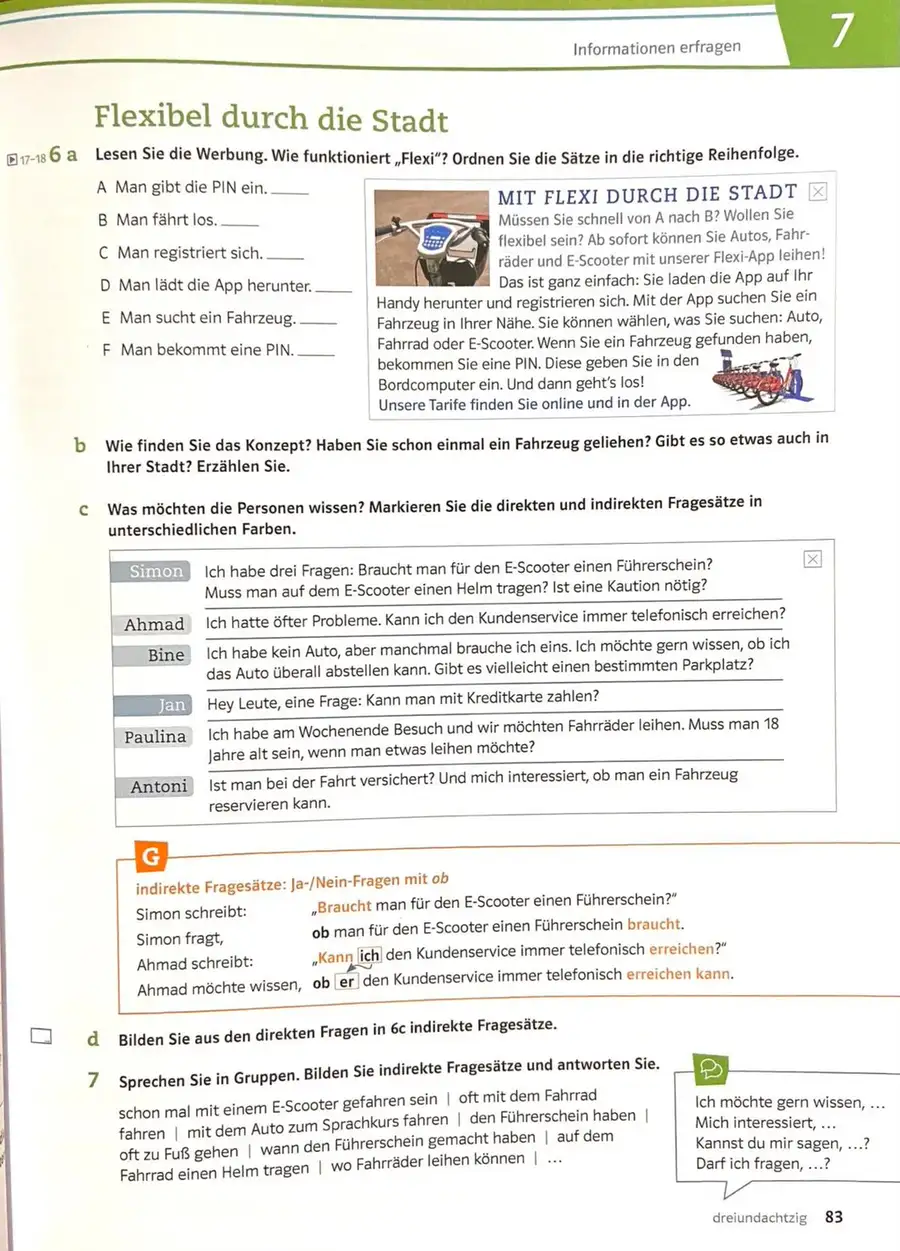 Informationen erfragen
7
Flexibel durch die Stadt
17–18 6 a Lesen Sie die Werbung. Wie funktioniert „Flexi“? Ordnen Sie die Sätze in die richtige Reihenfolge.
A Man gibt die PIN ein. ____
B Man fährt los. ____
C Man registriert sich. ____
D Man lädt die App herunter. ____
E Man sucht ein Fahrzeug. ____
F Man bekommt eine PIN. ____
MIT FLEXI DURCH DIE STADT
Müssen Sie schnell von A nach B? Wollen Sie
flexibel sein? Ab sofort können Sie Autos, Fahr-
räder und E-Scooter mit unserer Flexi-App leihen!
Das ist ganz einfach: Sie laden die App auf Ihr
Handy herunter und registrieren sich. Mit der App suchen Sie ein
Fahrzeug in Ihrer Nähe. Sie können wählen, was Sie suchen: Auto,
Fahrrad oder E-Scooter. Wenn Sie ein Fahrzeug gefunden haben,
bekommen Sie eine PIN. Diese geben Sie in den
Bordcomputer ein. Und dann geht's los!
Unsere Tarife finden Sie online und in der App.
b Wie finden Sie das Konzept? Haben Sie schon einmal ein Fahrzeug geliehen? Gibt es so etwas auch in
Ihrer Stadt? Erzählen Sie.
c Was möchten die Personen wissen? Markieren Sie die direkten und indirekten Fragesätze in
unterschiedlichen Farben.
Simon Ich habe drei Fragen: Braucht man für den E-Scooter einen Führerschein?
Muss man auf dem E-Scooter einen Helm tragen? Ist eine Kaution nötig?
Ahmad Ich hatte öfter Probleme. Kann ich den Kundenservice immer telefonisch erreichen?
Bine Ich habe kein Auto, aber manchmal brauche ich eins. Ich möchte gern wissen, ob ich
das Auto überall abstellen kann. Gibt es vielleicht einen bestimmten Parkplatz?
Jan Hey Leute, eine Frage: Kann man mit Kreditkarte zahlen?
Paulina Ich habe am Wochenende Besuch und wir möchten Fahrräder leihen. Muss man 18
Jahre alt sein, wenn man etwas leihen möchte?
Antoni Ist man bei der Fahrt versichert? Und mich interessiert, ob man ein Fahrzeug
reservieren kann.
G
indirekte Fragesätze: Ja-/Nein-Fragen mit ob
Simon schreibt: „Braucht man für den E-Scooter einen Führerschein?“
Simon fragt, ob man für den E-Scooter einen Führerschein braucht.
Ahmad schreibt: „Kann ich den Kundenservice immer telefonisch erreichen?“
Ahmad möchte wissen, ob er den Kundenservice immer telefonisch erreichen kann.
d Bilden Sie aus den direkten Fragen in 6c indirekte Fragesätze.
7 Sprechen Sie in Gruppen. Bilden Sie indirekte Fragesätze und antworten Sie.
schon mal mit einem E-Scooter gefahren sein | oft mit dem Fahrrad
fahren | mit dem Auto zum Sprachkurs fahren | den Führerschein haben |
oft zu Fuß gehen | wann den Führerschein gemacht haben | auf dem
Fahrrad einen Helm tragen | wo Fahrräder leihen können | ...
Ich möchte gern wissen, ...
Mich interessiert, ...
Kannst du mir sagen, ...?
Darf ich fragen, ...?
dreiundachtzig 83